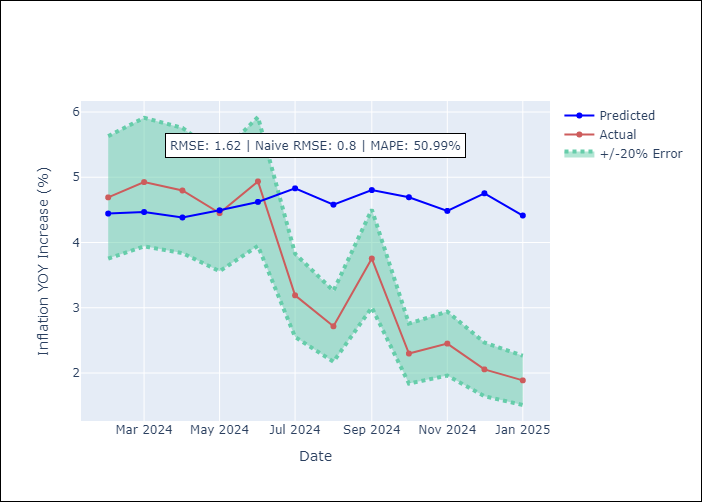 RMSE: 1.62 | Naive RMSE: 0.8 | MAPE: 50.99%
Predicted
Actual
+/-20% Error
Inflation YOY Increase (%)
6
5
4
3
2
Mar 2024
May 2024
Jul 2024
Sep 2024
Nov 2024
Jan 2025
Date